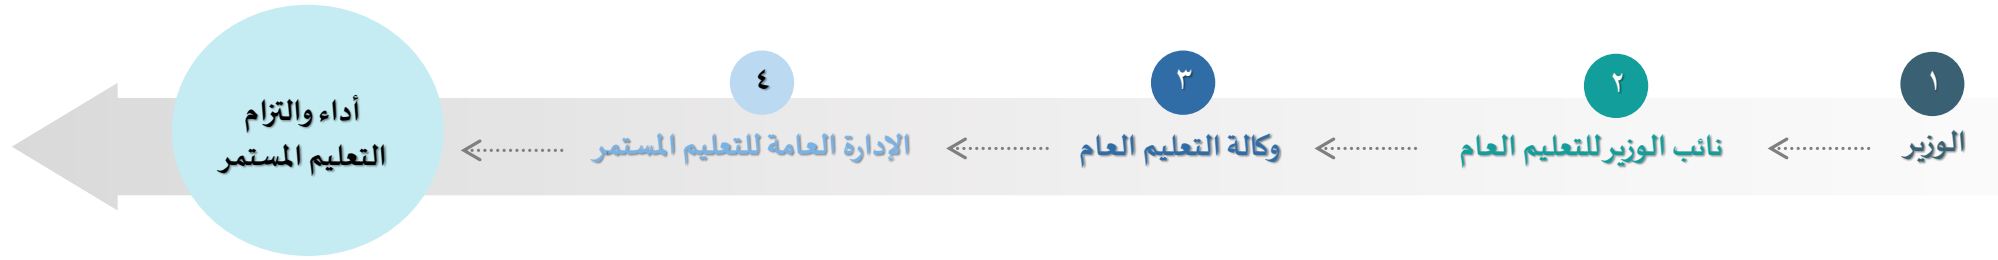 ١
الوزير
٢
نائب الوزير للتعليم العام
٣
وكالة التعليم العام
٤
الإدارة العامة للتعليم المستمر
أداء والتزام
التعليم المستمر